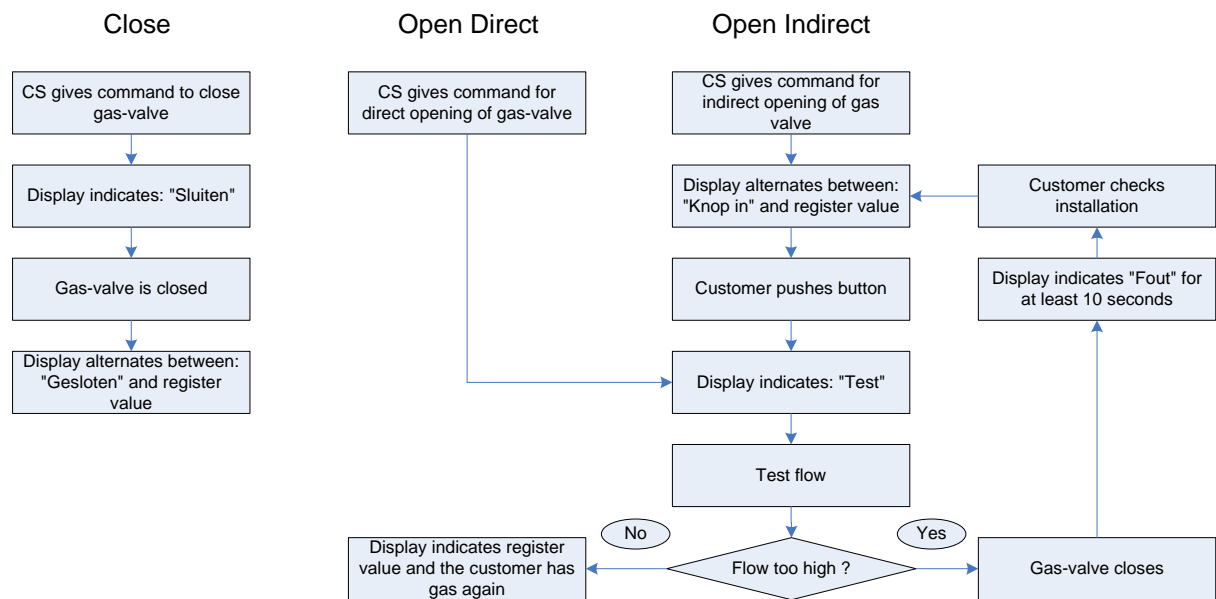 Close
Open Direct
Open Indirect
CS gives command to close
gas-valve
Display indicates: "Sluiten"
Gas-valve is closed
Display alternates between:
"Gesloten" and register
value
CS gives command for
direct opening of gas-valve
CS gives command for
indirect opening of gas
valve
Display alternates between:
"Knop in" and register value
Customer pushes button
Display indicates: "Test"
Test flow
Flow too high ?
No
Display indicates register
value and the customer has
gas again
Yes
Gas-valve closes
Display indicates "Fout" for
at least 10 seconds
Customer checks
installation